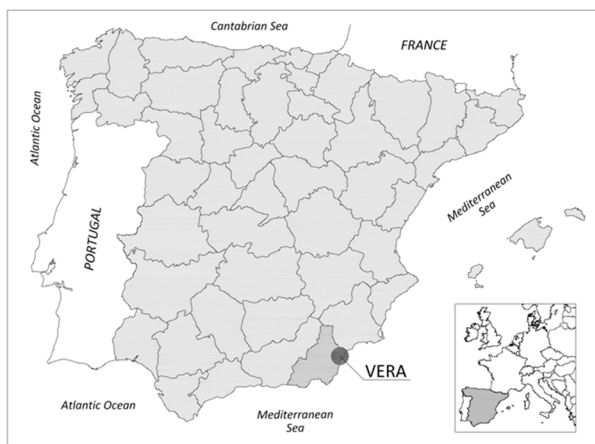 Cantabrian Sea
FRANCE
Atlantic Ocean
Mediterranean
Sea
PORTUGAL
VERA
Atlantic Ocean
Mediterranean
Sea